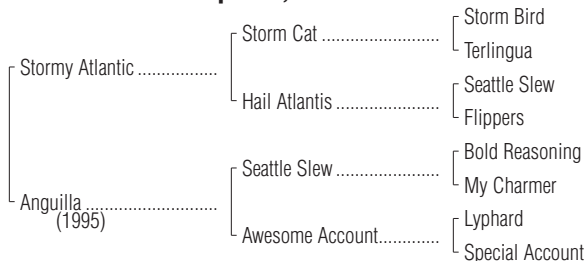 Storm Bird
Storm Cat ........................
Terlingua
Stormy Atlantic ................
Seattle Slew
Hail Atlantis .....................
Flippers
Bold Reasoning
Seattle Slew .....................
My Charmer
Anguilla ..........................
(1995)
Lyphard
Awesome Account............
Special Account